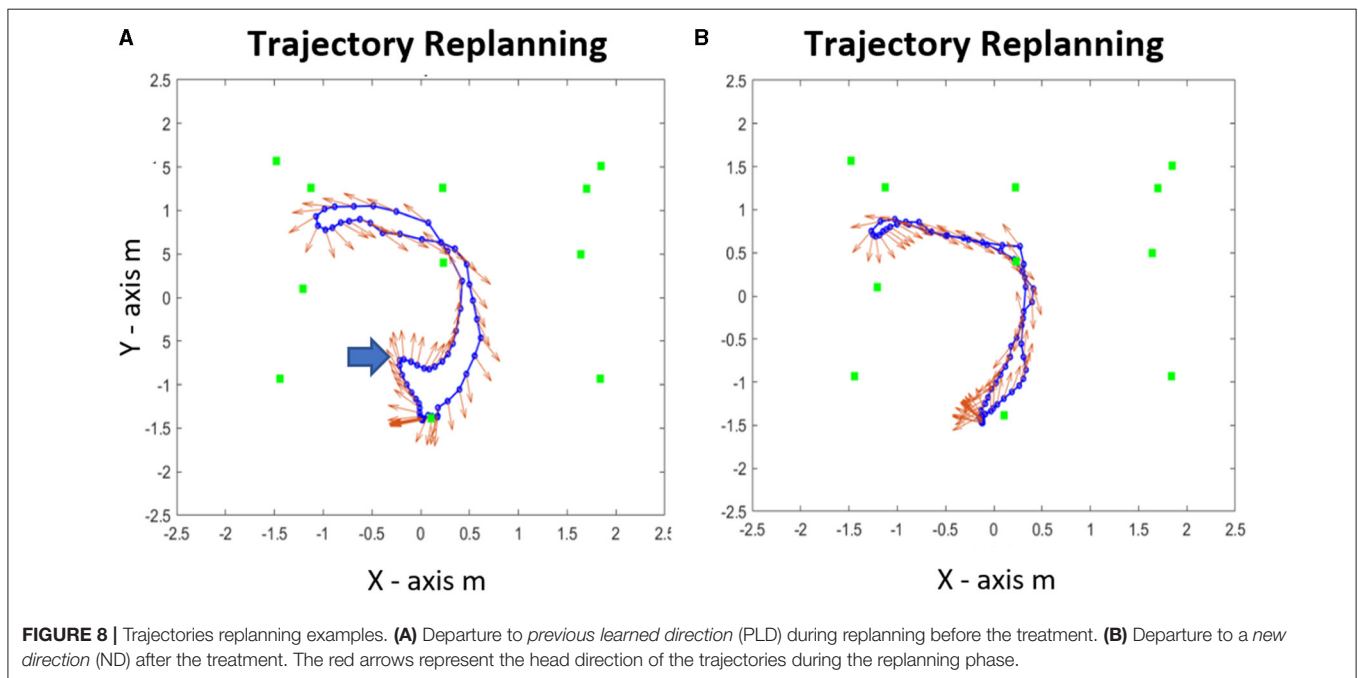 A
Trajectory Replanning
2.5
2
5
1
5
0
5
-1
-1.5
-2
-2.5
-2.5 -2 -1.5 -1 -0.5 0 0.5 1 1.5 2 2.5
Y - axis m
X - axis m
B
Trajectory Replanning
2.5
2
1.5
1
0.5
0
-0.5
-1
-1.5
-2
-2.5
-2.5 -2 -1.5 -1 -0.5 0 0.5 1 1.5 2 2.5
X - axis m
FIGURE 8 | Trajectories replanning examples. (A) Departure to previous learned direction (PLD) during replanning before the treatment. (B) Departure to a new
direction (ND) after the treatment. The red arrows represent the head direction of the trajectories during the replanning phase.